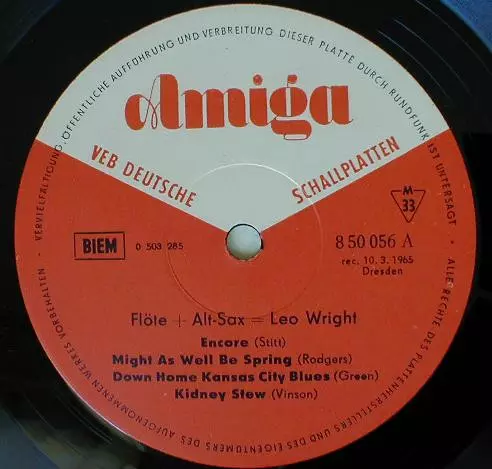 VERVIELFÄLTIGUNG, ÖFFENTLICHE AUFFÜHRUNG UND VERBREITUNG DIESER PLATTE DURCH RUNDFUNK IST UNTERSAGT · ALLE RECHTE DES PLATTENHERSTELLERS UND DES EIGENTÜMERS DES AUFGENOMMENEN WERKES VORBEHALTEN -
Amiga
VEB DEUTSCHE SCHALLPLATTEN
M
33
BIEM
0 503 285
8 50 056 A
rec. 10. 3. 1965
Dresden
Flöte + Alt-Sax = Leo Wright
Encore (Stitt)
Might As Well Be Spring (Rodgers)
Down Home Kansas City Blues (Green)
Kidney Stew (Vinson)